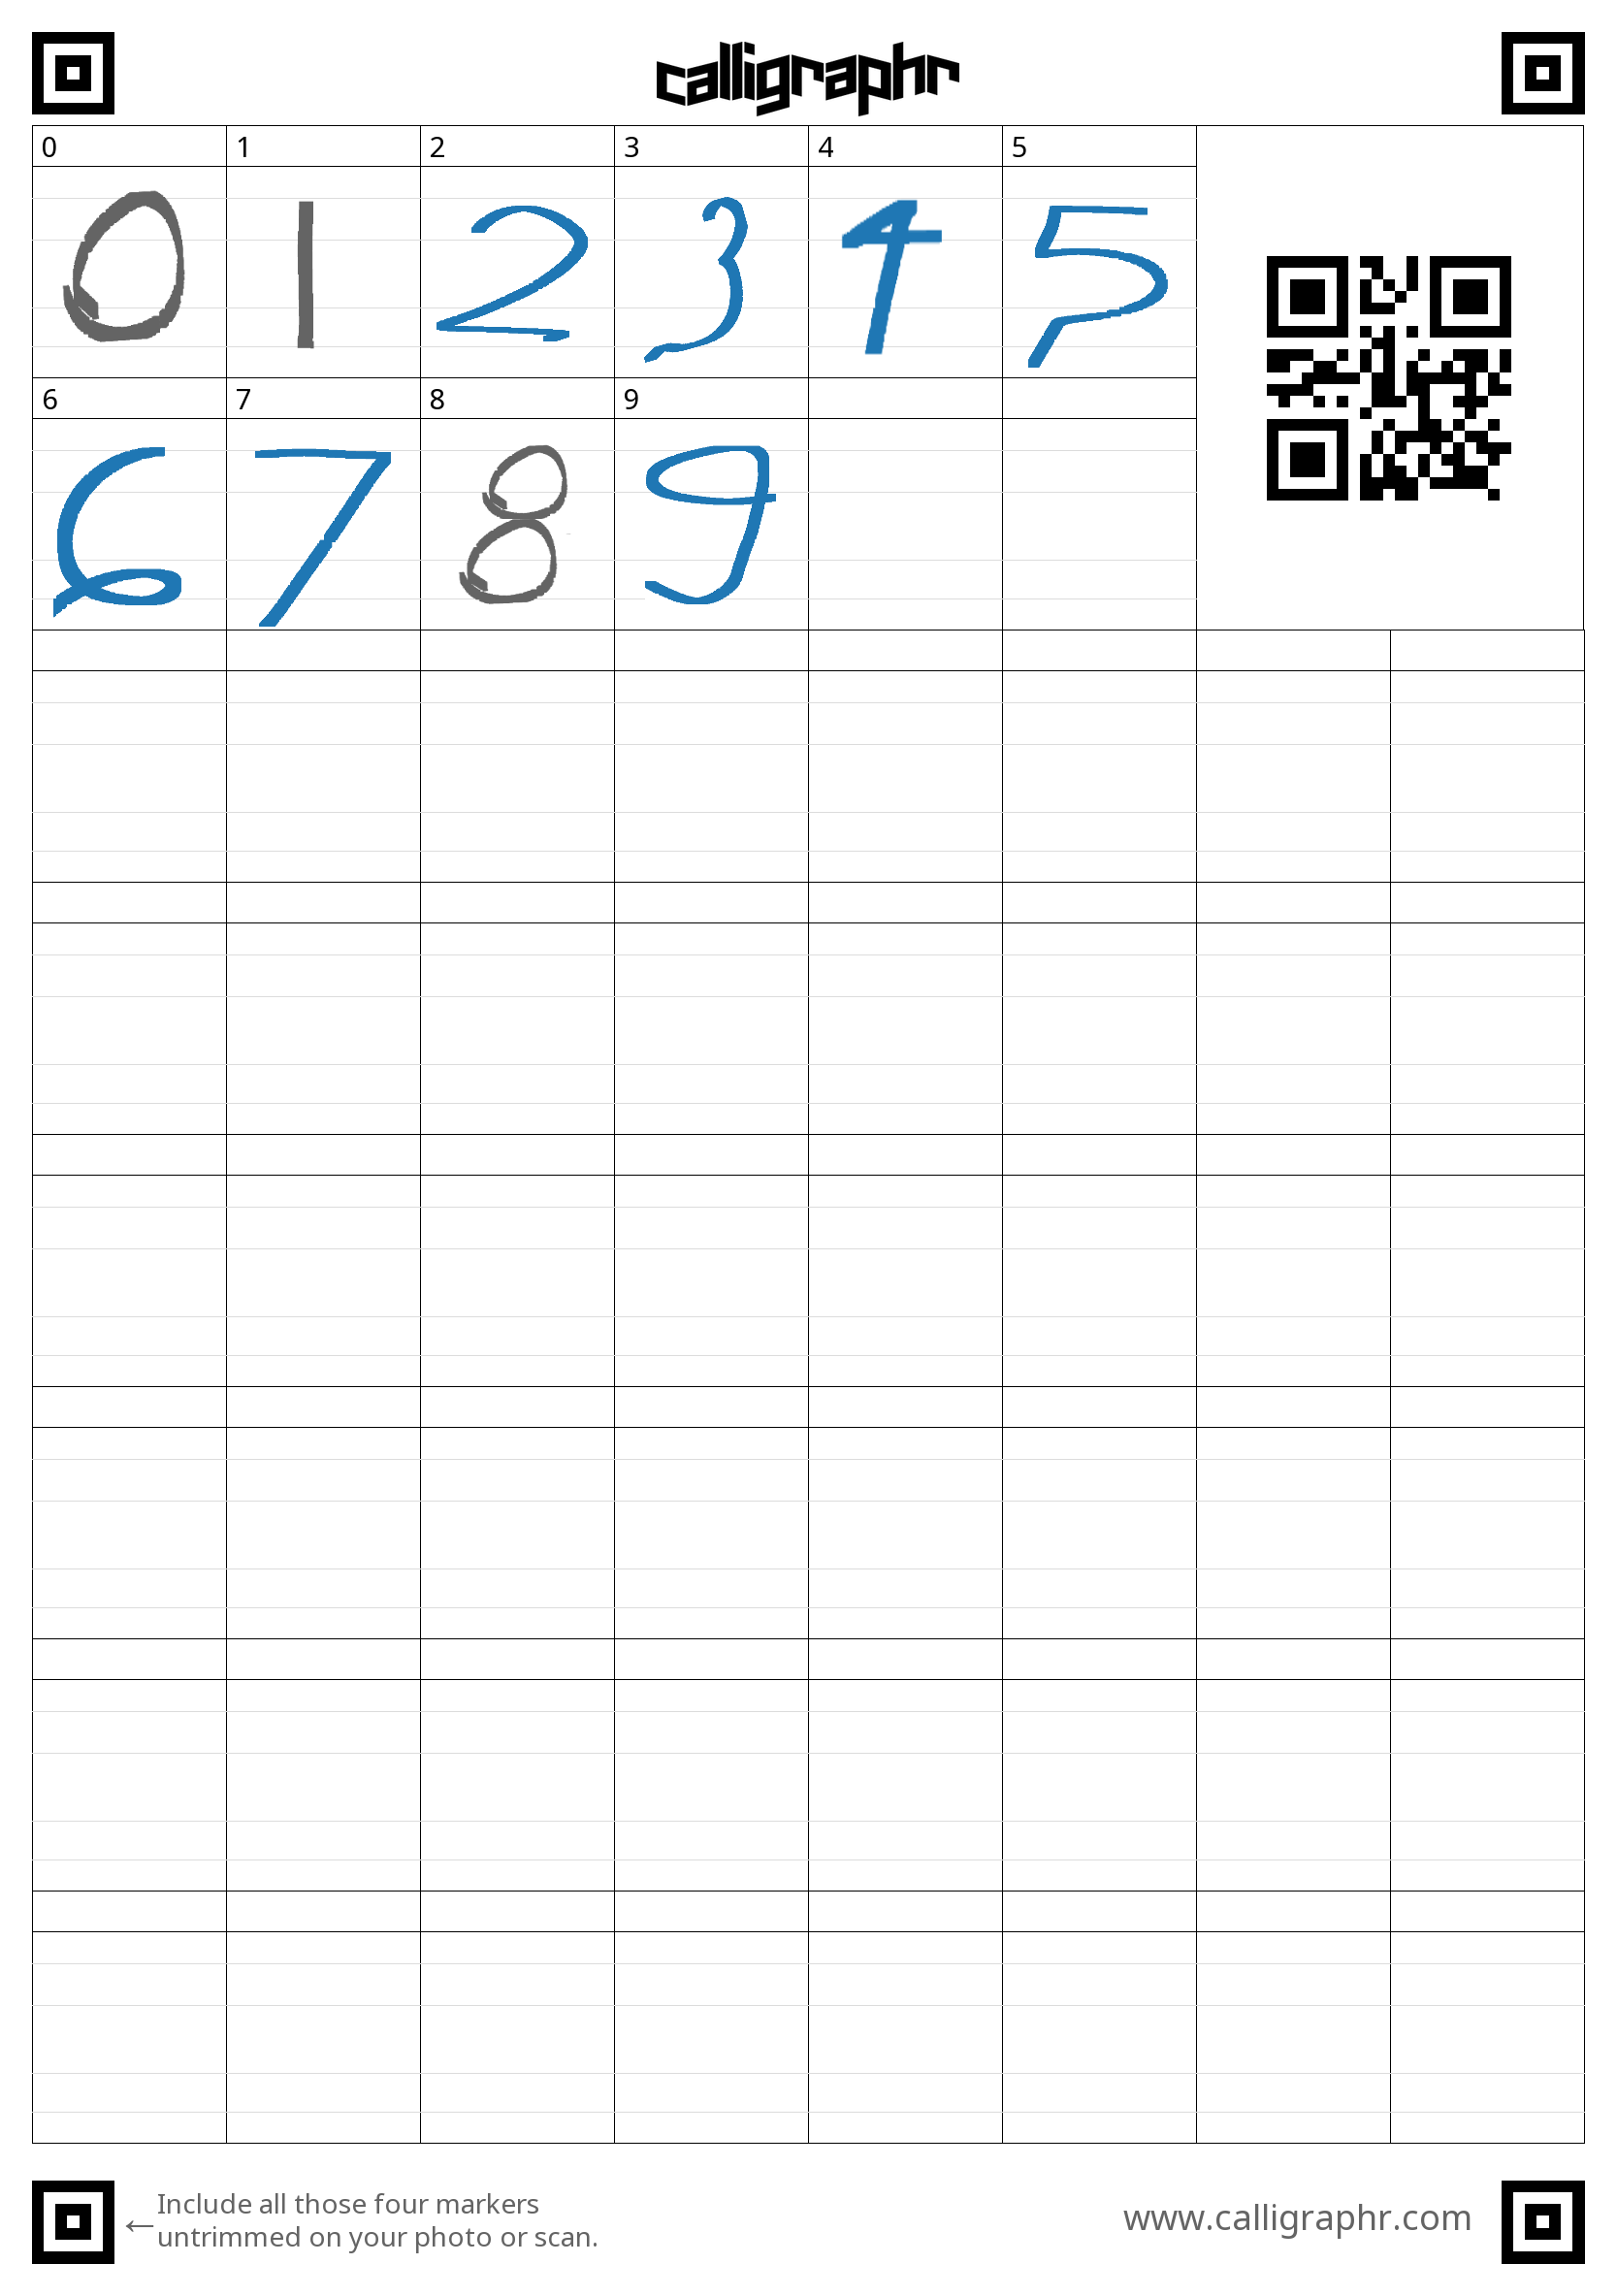 calligraphr
0 1 2 3 4 5
0 1 2 3 4 5
6 7 8 9
6 7 8 9
←Include all those four markers
untrimmed on your photo or scan.
www.calligraphr.com